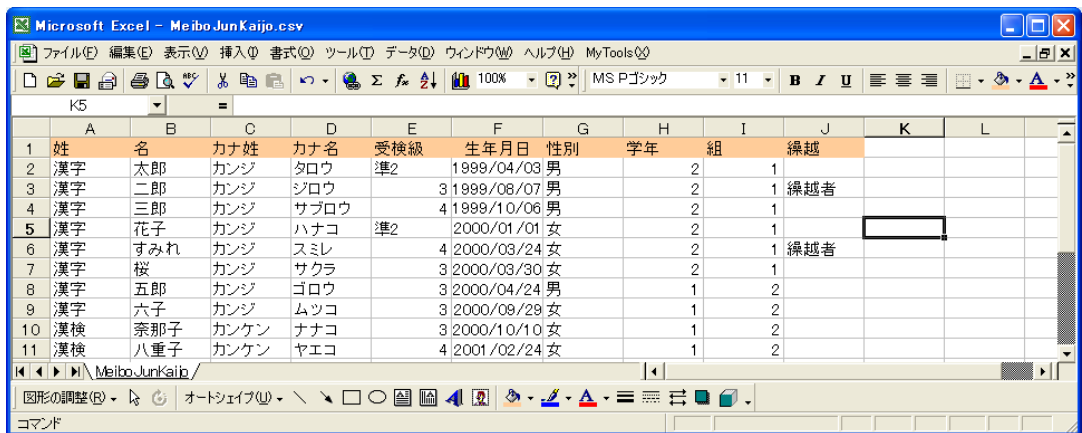 Microsoft Excel - MeiboJunKaijo.csv
ファイル(F) 編集(E) 表示(V) 挿入(I) 書式(O) ツール(T) データ(D) ウィンドウ(W) ヘルプ(H) MyTools(X)
100% MS Pゴシック 11 B I U
K5 =
A B C D E F G H I J K L
1 姓 名 カナ姓 カナ名 受検級 生年月日 性別 学年 組 繰越
2 漢字 太郎 カンジ タロウ 準2 1999/04/03 男 2 1
3 漢字 二郎 カンジ ジロウ 3 1999/08/07 男 2 1 繰越者
4 漢字 三郎 カンジ サブロウ 4 1999/10/06 男 2 1
5 漢字 花子 カンジ ハナコ 準2 2000/01/01 女 2 1
6 漢字 すみれ カンジ スミレ 4 2000/03/24 女 2 1 繰越者
7 漢字 桜 カンジ サクラ 3 2000/03/30 女 2 1
8 漢字 五郎 カンジ ゴロウ 3 2000/04/24 男 1 2
9 漢字 六子 カンジ ムツコ 3 2000/09/29 女 1 2
10 漢検 奈那子 カンケン ナナコ 3 2000/10/10 女 1 2
11 漢検 八重子 カンケン ヤエコ 4 2001/02/24 女 1 2
MeiboJunKaijo
図形の調整(R) オートシェイプ(U)
コマンド